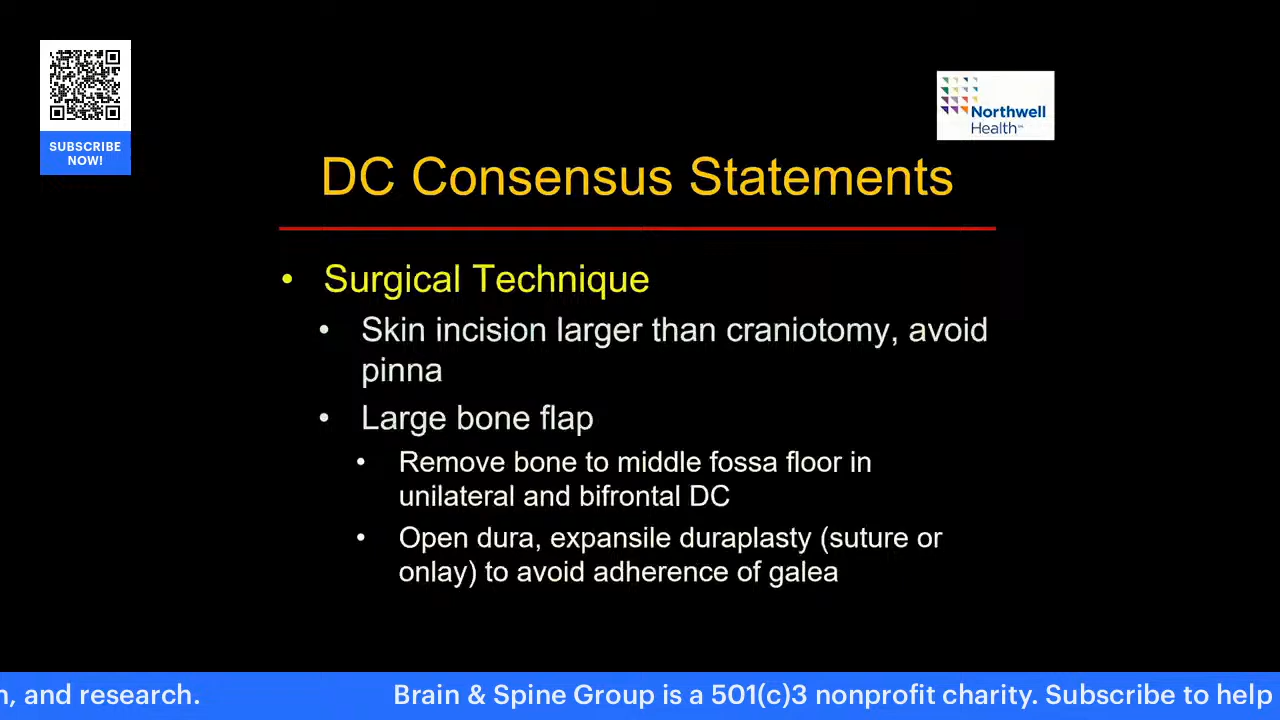 SUBSCRIBE
NOW!
Northwell
Health
DC Consensus Statements
• Surgical Technique
• Skin incision larger than craniotomy, avoid
pinna
• Large bone flap
• Remove bone to middle fossa floor in
unilateral and bifrontal DC
• Open dura, expansile duraplasty (suture or
onlay) to avoid adherence of galea
, and research. Brain & Spine Group is a 501(c)3 nonprofit charity. Subscribe to help